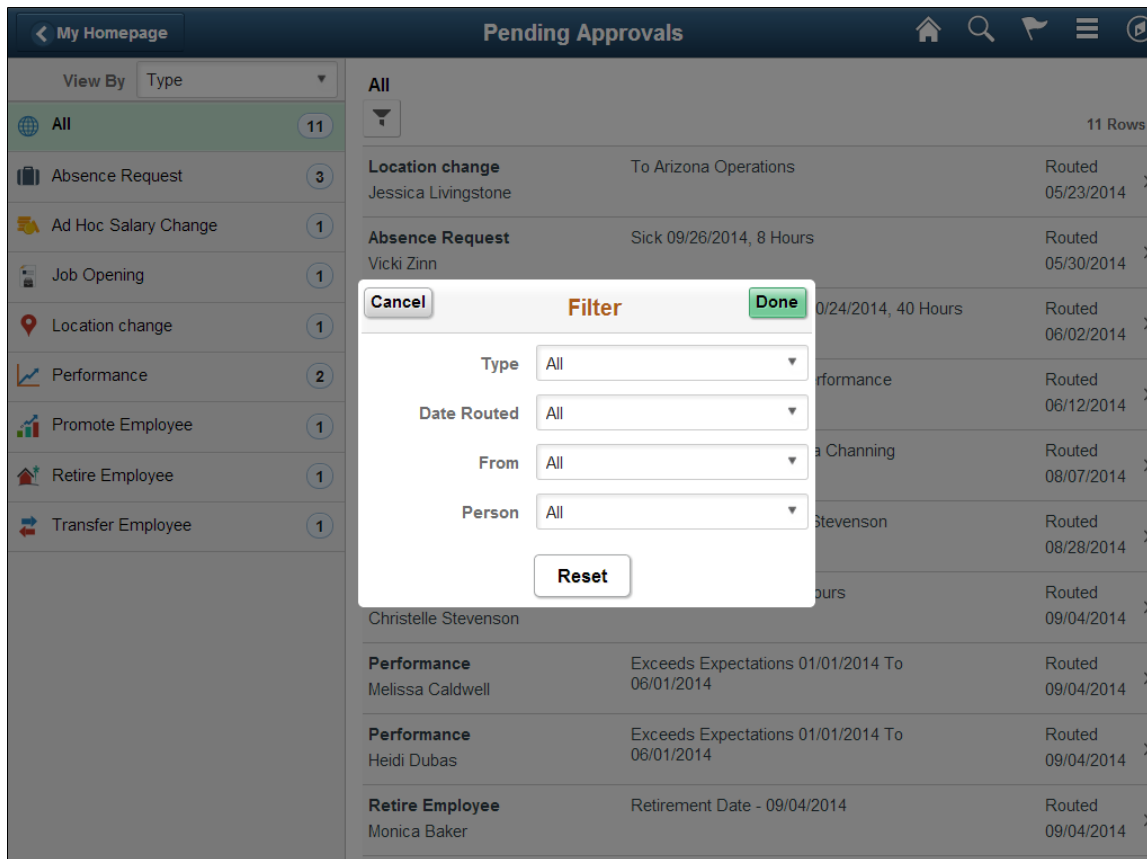 My Homepage
Pending Approvals
View By Type
All 11
Absence Request 3
Ad Hoc Salary Change 1
Job Opening 1
Location change 1
Performance 2
Promote Employee 1
Retire Employee 1
Transfer Employee 1
All
11 Rows
Location change To Arizona Operations Routed
Jessica Livingstone 05/23/2014
Absence Request Sick 09/26/2014, 8 Hours Routed
Vicki Zinn 05/30/2014
0/24/2014, 40 Hours Routed
06/02/2014
rformance Routed
06/12/2014
a Channing Routed
08/07/2014
Stevenson Routed
08/28/2014
ours Routed
Christelle Stevenson 09/04/2014
Performance Exceeds Expectations 01/01/2014 To Routed
Melissa Caldwell 06/01/2014 09/04/2014
Performance Exceeds Expectations 01/01/2014 To Routed
Heidi Dubas 06/01/2014 09/04/2014
Retire Employee Retirement Date - 09/04/2014 Routed
Monica Baker 09/04/2014
Cancel Filter Done
Type All
Date Routed All
From All
Person All
Reset